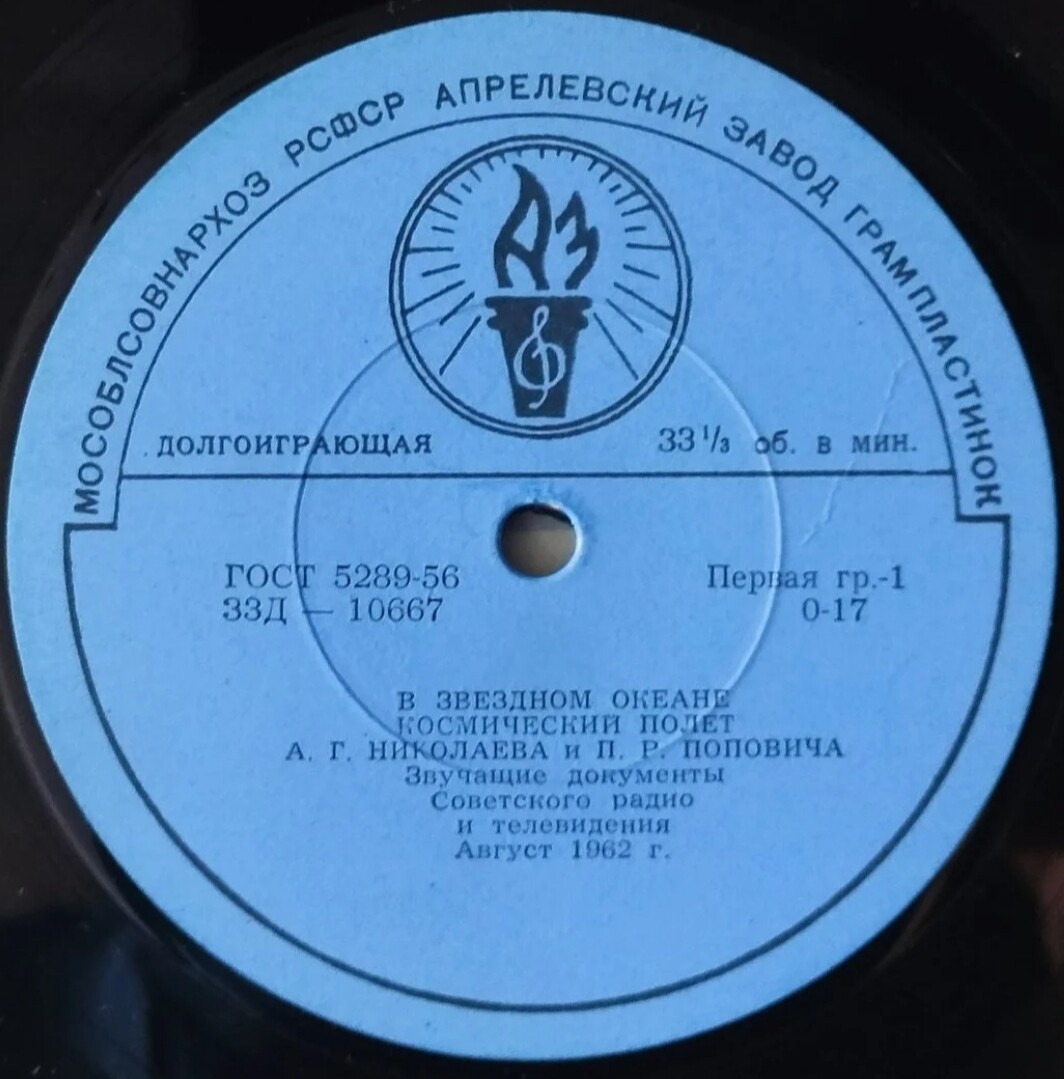 МОСОБЛСОВНАРХОЗ РСФСР АПРЕЛЕВСКИЙ ЗАВОД ГРАМПЛАСТИНОК
АЗ
ДОЛГОИГРАЮЩАЯ 33 1/3 об. в мин.
ГОСТ 5289-56 Первая гр.-1
33Д — 10667 0-17
В ЗВЕЗДНОМ ОКЕАНЕ
КОСМИЧЕСКИЙ ПОЛЕТ
А. Г. НИКОЛАЕВА и П. Р. ПОПОВИЧА
Звучащие документы
Советского радио
и телевидения
Август 1962 г.